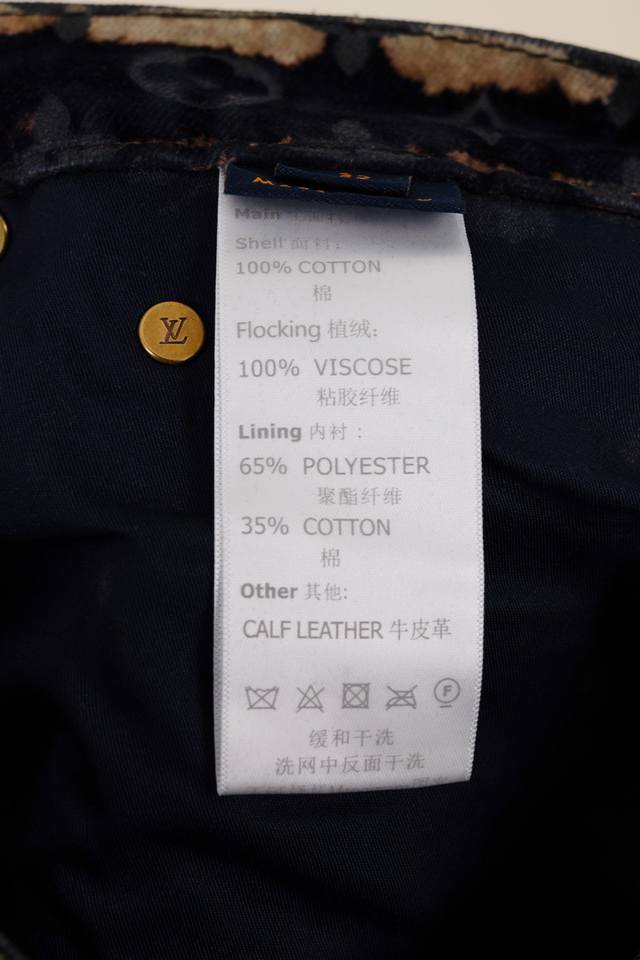 LV
Main
Shell 面料:
100% COTTON
棉
Flocking 植绒:
100% VISCOSE
粘胶纤维
Lining 内衬 :
65% POLYESTER
聚酯纤维
35% COTTON
棉
Other 其他:
CALF LEATHER 牛皮革
F
缓和干洗
洗网中反面干洗